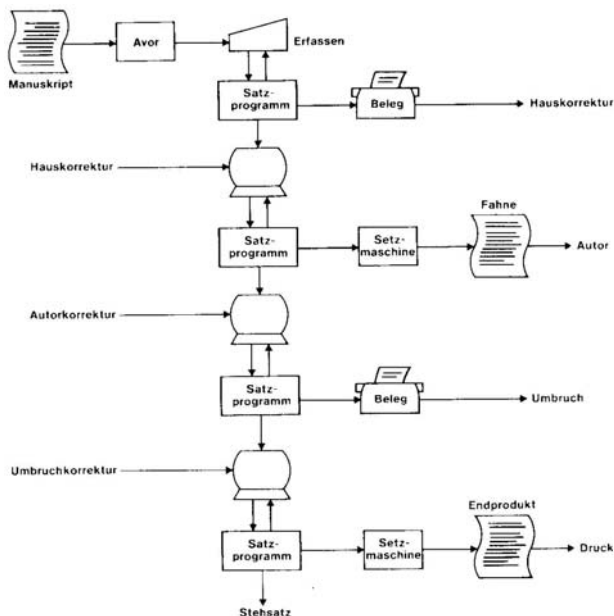 Avor
Erfassen
Manuskript
Satz-
programm
Beleg
Hauskorrektur
Hauskorrektur
Fahne
Satz-
programm
Setz-
maschine
Autor
Autorkorrektur
Satz-
programm
Beleg
Umbruch
Umbruchkorrektur
Endprodukt
Satz-
programm
Setz-
maschine
Druck
Stehsatz